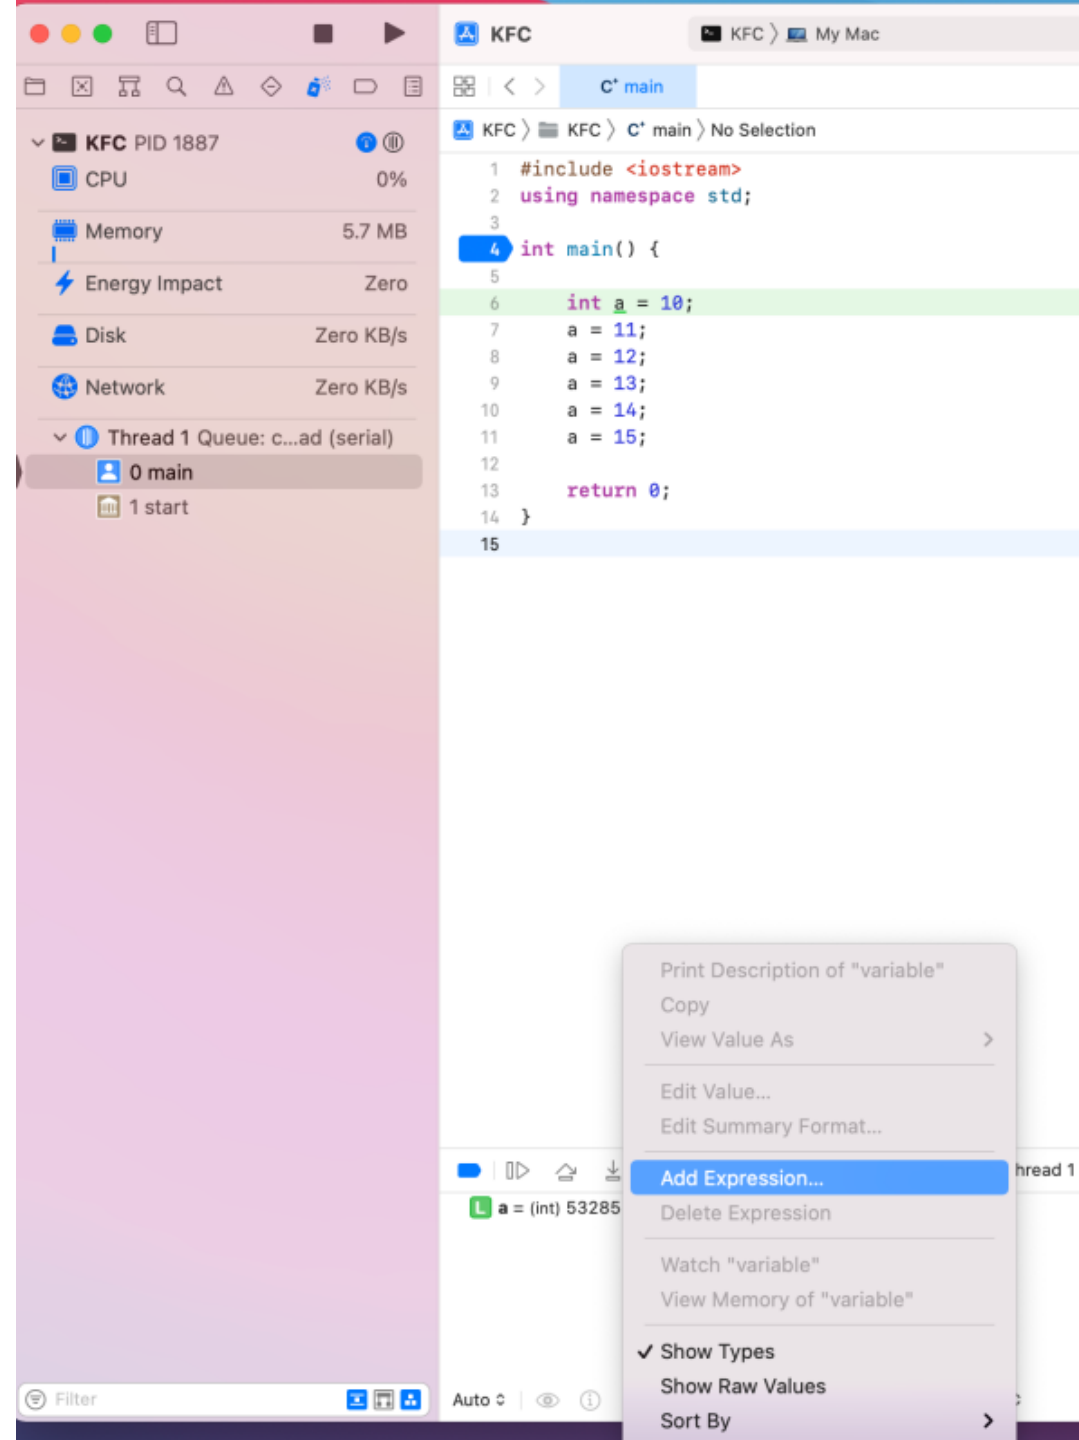 KFC
KFC 〉 My Mac
C+ main
KFC 〉 KFC 〉 C+ main 〉 No Selection
KFC PID 1887
CPU 0%
Memory 5.7 MB
Energy Impact Zero
Disk Zero KB/s
Network Zero KB/s
Thread 1 Queue: c...ad (serial)
0 main
1 start
Filter
1 #include <iostream>
2 using namespace std;
3
4 int main() {
5
6 int a = 10;
7 a = 11;
8 a = 12;
9 a = 13;
10 a = 14;
11 a = 15;
12
13 return 0;
14 }
15
hread 1
L a = (int) 53285
Auto
Print Description of "variable"
Copy
View Value As
Edit Value...
Edit Summary Format...
Add Expression...
Delete Expression
Watch "variable"
View Memory of "variable"
✓ Show Types
Show Raw Values
Sort By